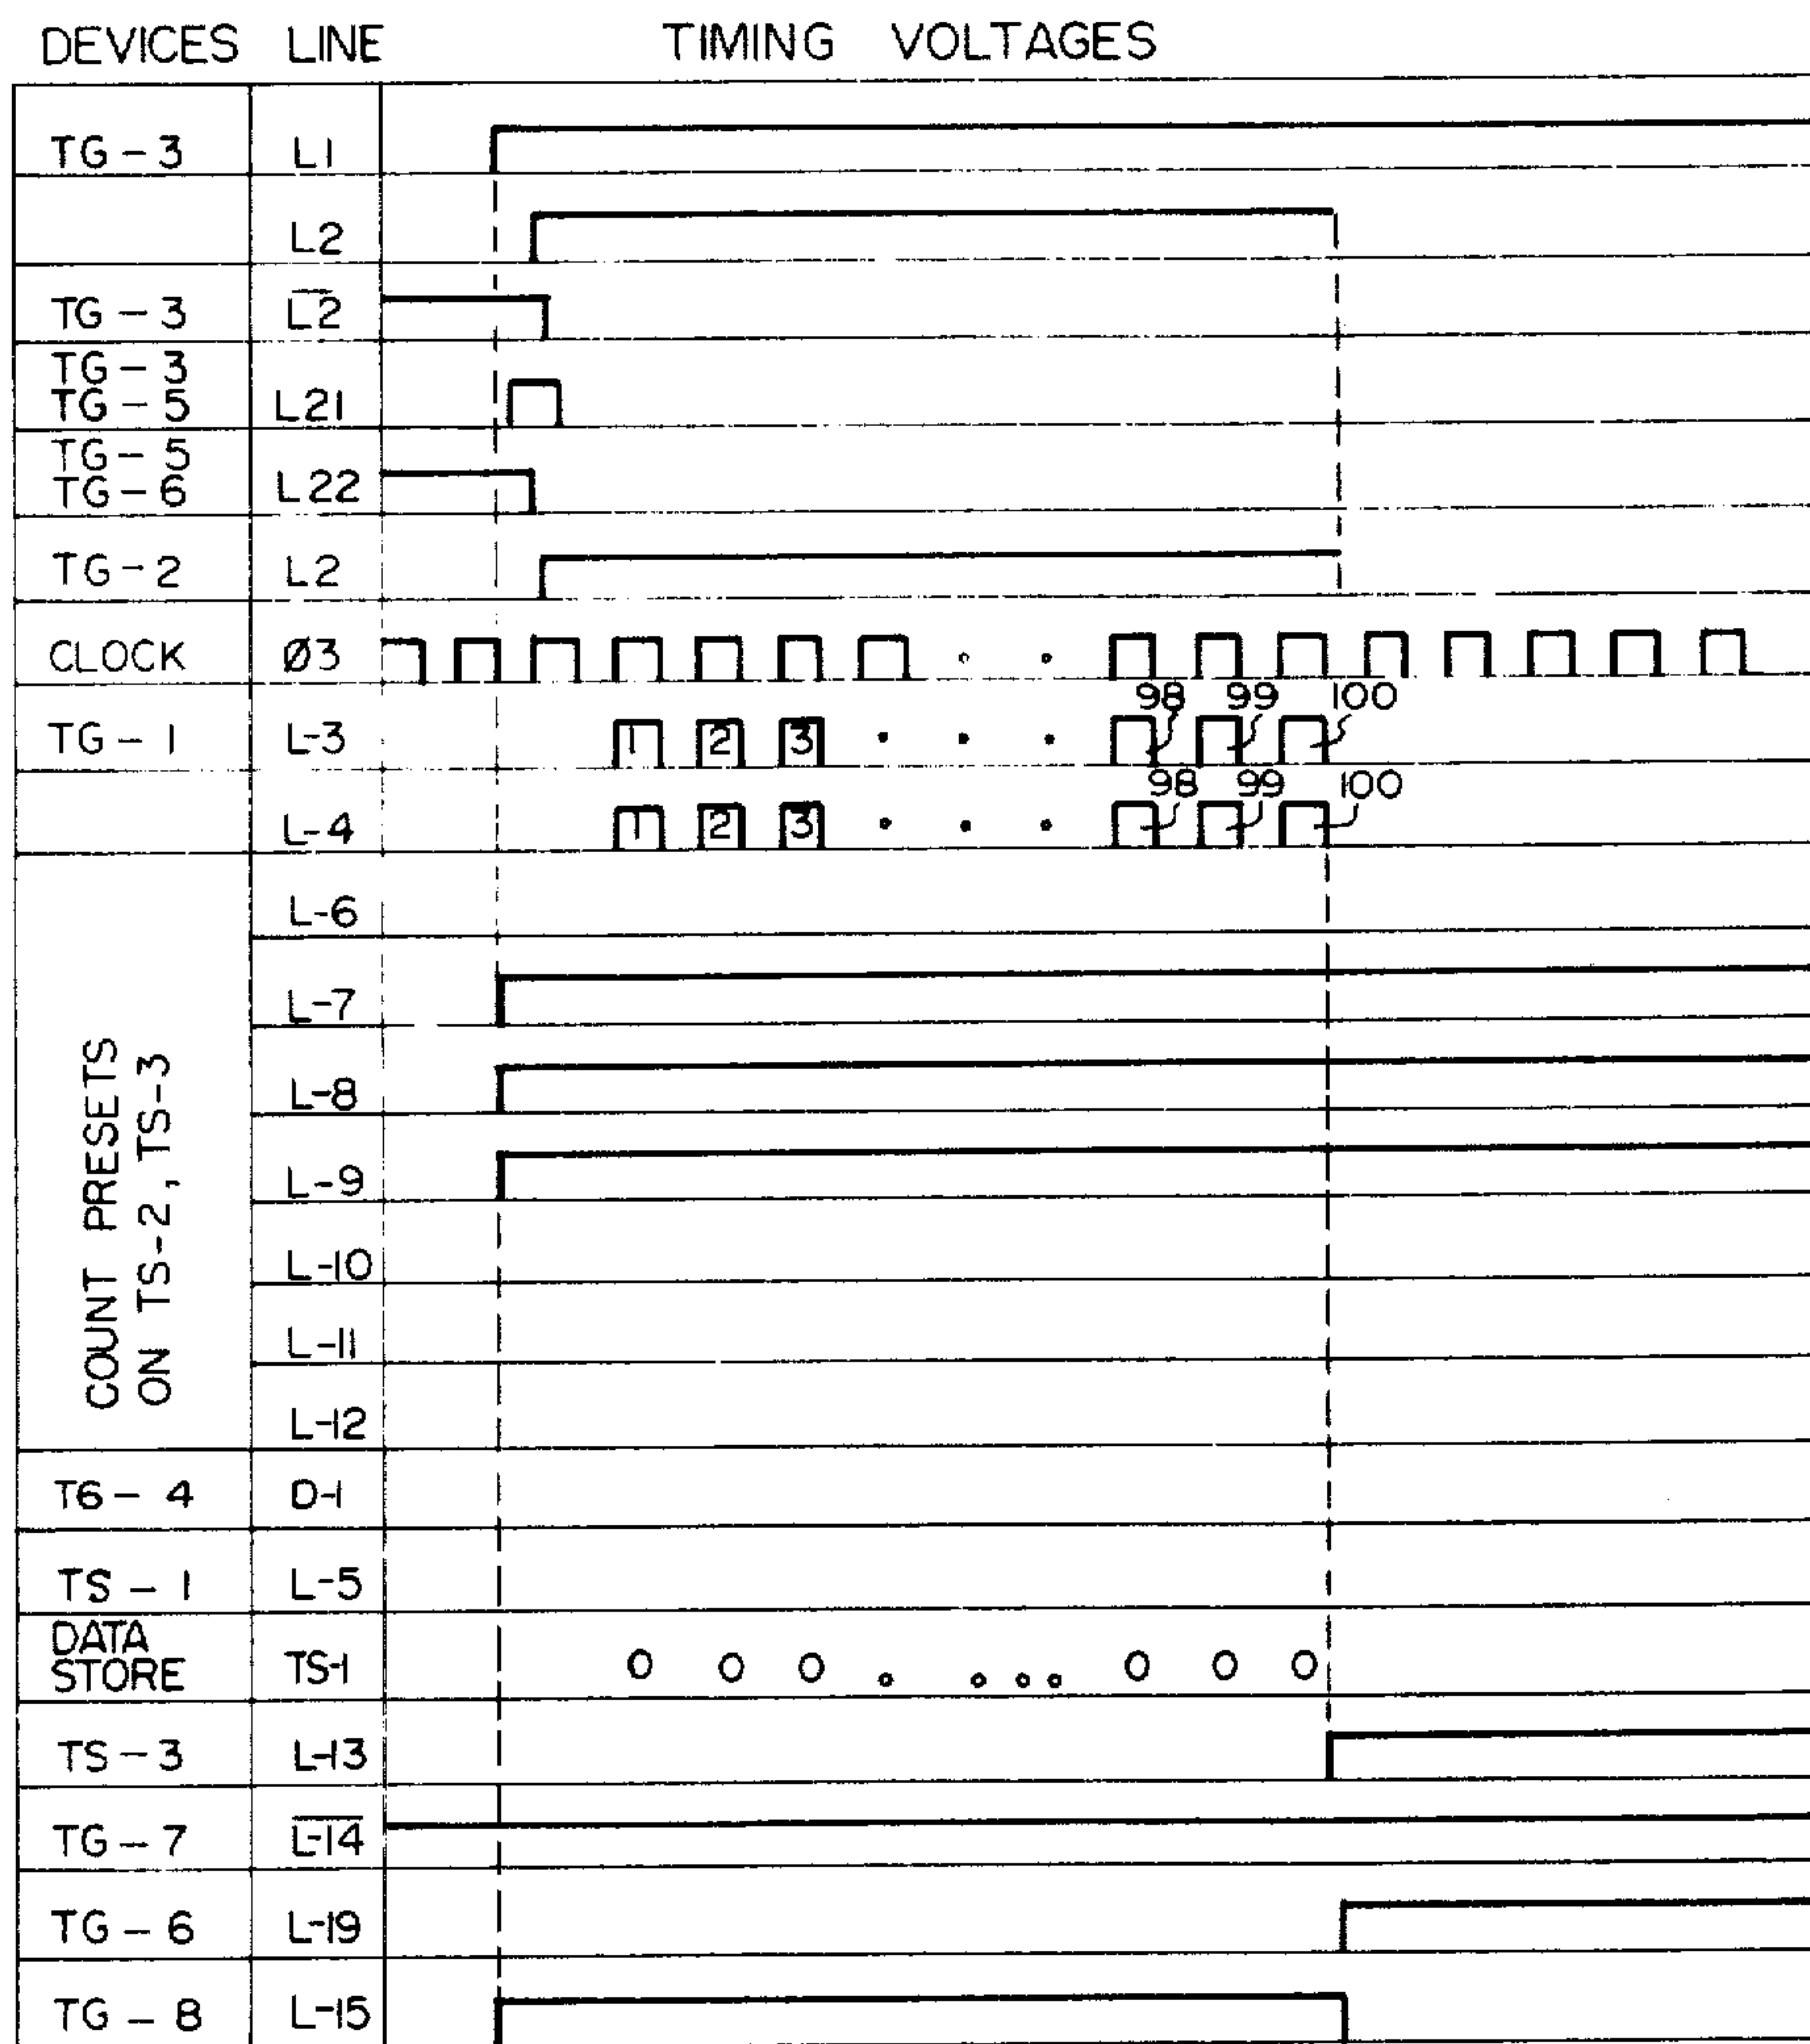 DEVICES LINE TIMING VOLTAGES
TG-3 L1
L2
TG-3 L̅2̅
TG-3
TG-5 L21
TG-5
TG-6 L22
TG-2 L2
CLOCK Ø3
98 99 100
TG-1 L-3 1 2 3 . . .
98 99 100
L-4 1 2 3 . . .
COUNT PRESETS
ON TS-2, TS-3
L-6
L-7
L-8
L-9
L-10
L-11
L-12
T6-4 D-1
TS-1 L-5
DATA
STORE TS-1 0 0 0 . . . . 0 0 0
TS-3 L-13
TG-7 L̅-̅1̅4̅
TG-6 L-19
TG-8 L-15